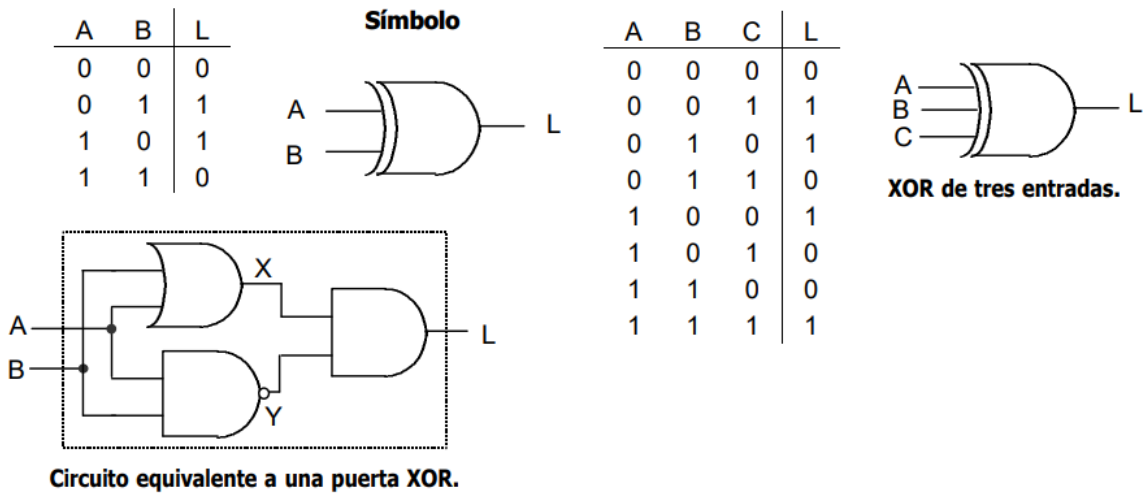 A B L
0 0 0
0 1 1
1 0 1
1 1 0
Símbolo
A
B
L
A B C L
0 0 0 0
0 0 1 1
0 1 0 1
0 1 1 0
1 0 0 1
1 0 1 0
1 1 0 0
1 1 1 1
A
B
C
L
XOR de tres entradas.
A
B
X
Y
L
Circuito equivalente a una puerta XOR.